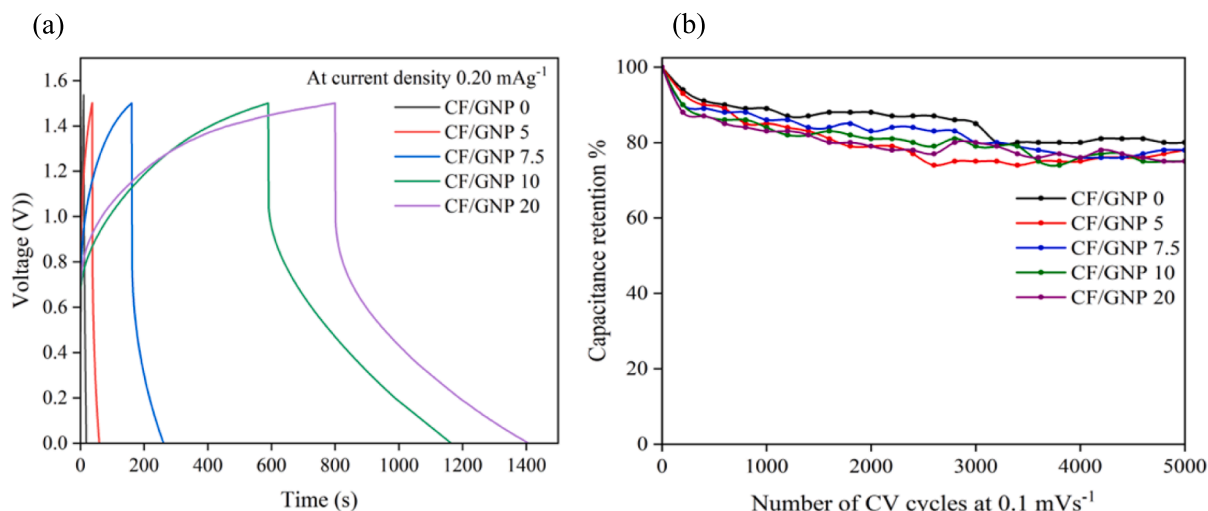 (a)
(b)
At current density 0.20 mAg⁻¹
CF/GNP 0
CF/GNP 5
CF/GNP 7.5
CF/GNP 10
CF/GNP 20
Voltage (V))
1.6
1.4
1.2
1.0
0.8
0.6
0.4
0.2
0.0
0
200
400
600
800
1000
1200
1400
Time (s)
Capacitance retention %
100
80
60
40
20
0
CF/GNP 0
CF/GNP 5
CF/GNP 7.5
CF/GNP 10
CF/GNP 20
0
1000
2000
3000
4000
5000
Number of CV cycles at 0.1 mVs⁻¹